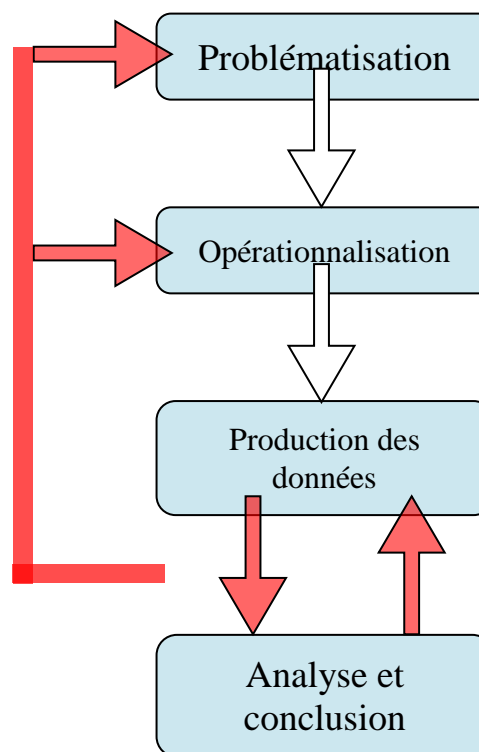 Problématisation
Opérationnalisation
Production des
données
Analyse et
conclusion